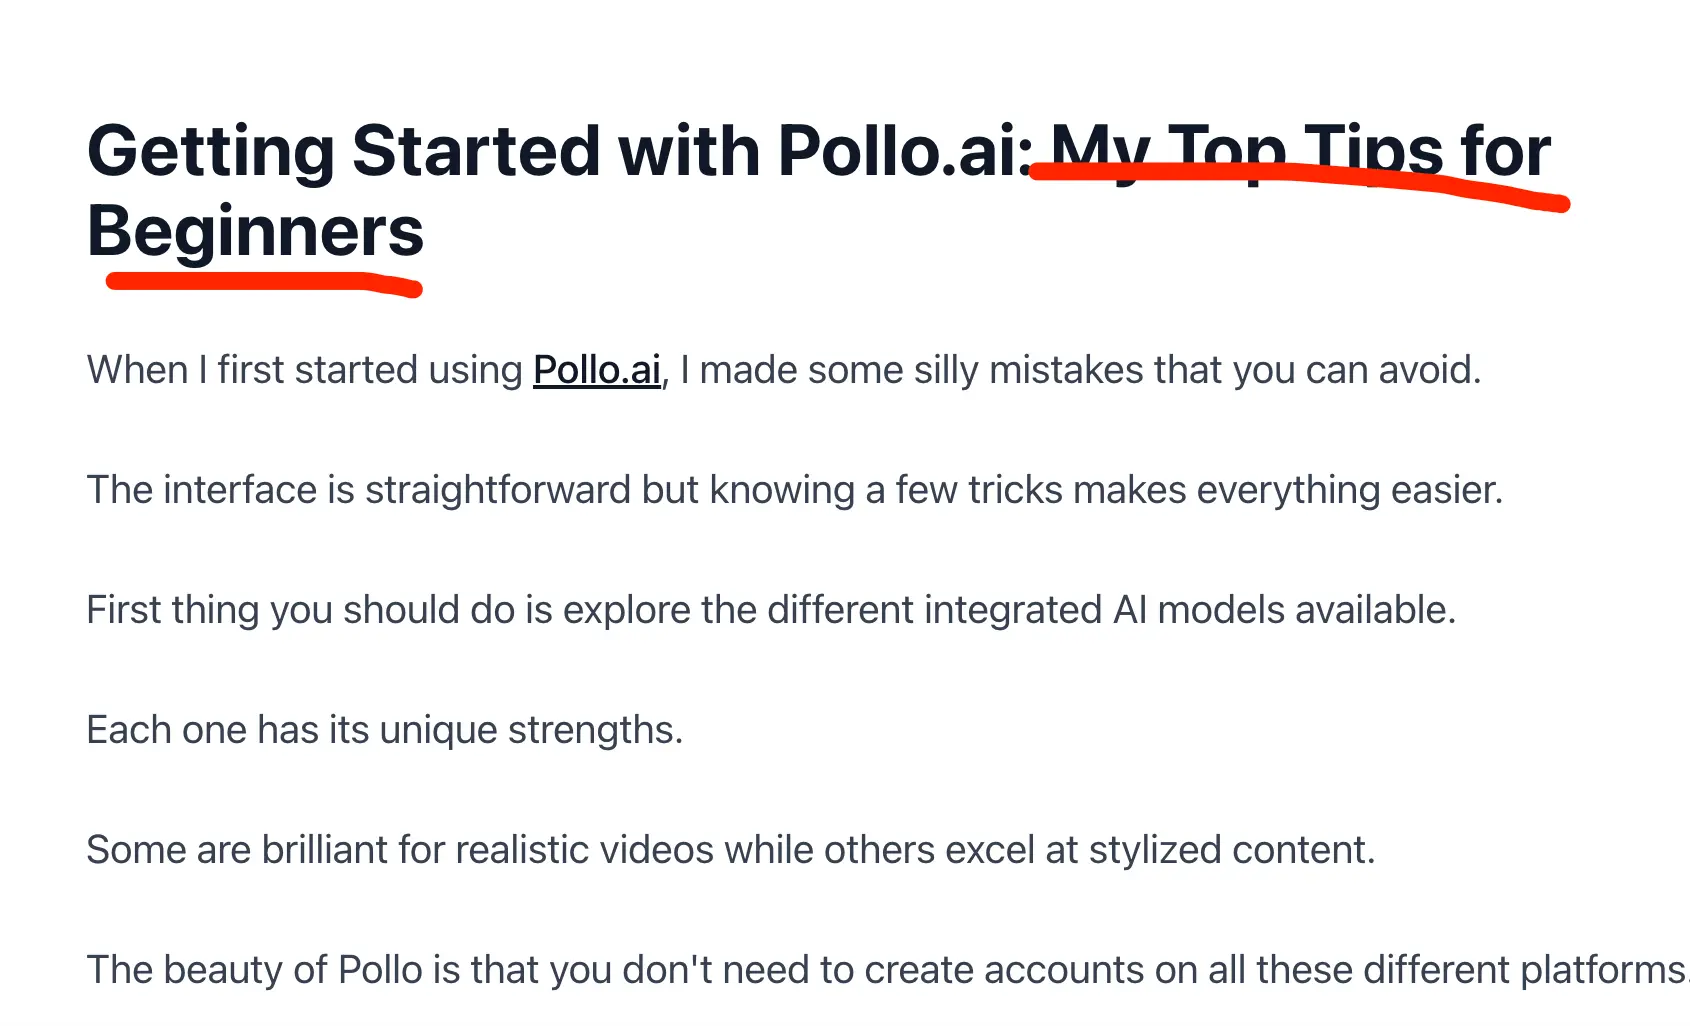 Getting Started with Pollo.ai: My Top Tips for
Beginners
When I first started using Pollo.ai, I made some silly mistakes that you can avoid.
The interface is straightforward but knowing a few tricks makes everything easier.
First thing you should do is explore the different integrated AI models available.
Each one has its unique strengths.
Some are brilliant for realistic videos while others excel at stylized content.
The beauty of Pollo is that you don't need to create accounts on all these different platforms.